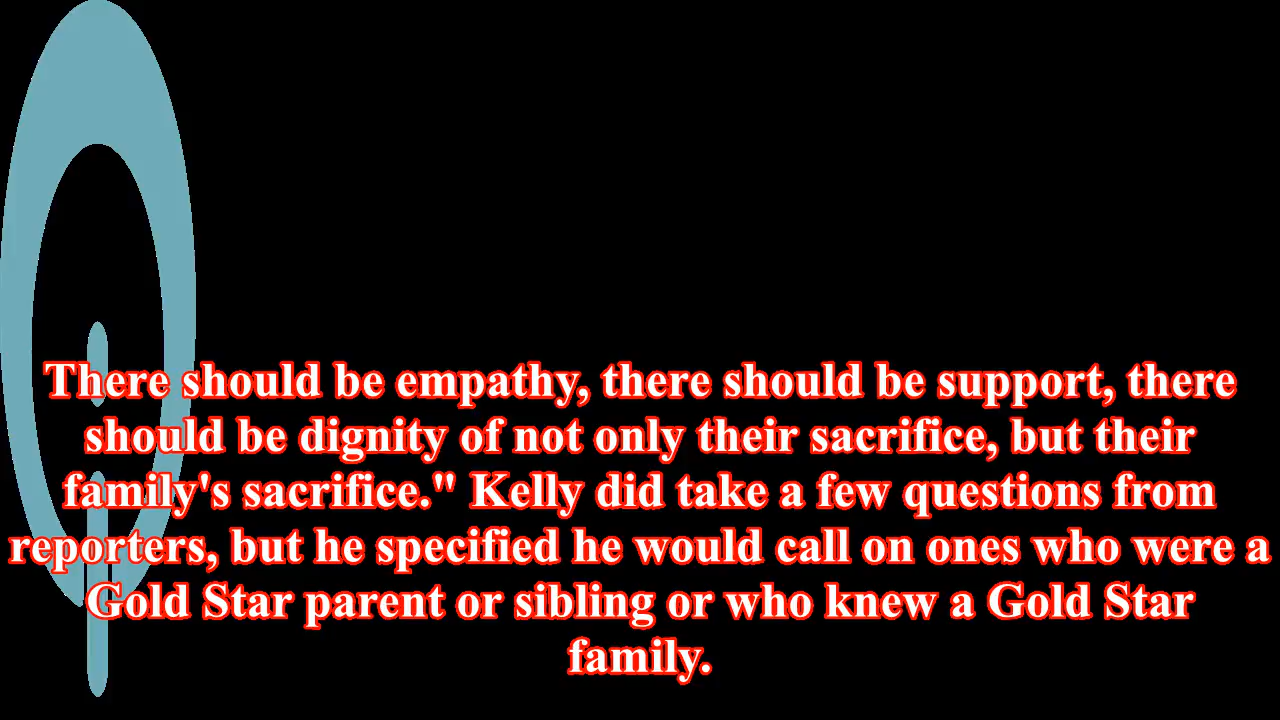 There should be empathy, there should be support, there
should be dignity of not only their sacrifice, but their
family's sacrifice." Kelly did take a few questions from
reporters, but he specified he would call on ones who were a
Gold Star parent or sibling or who knew a Gold Star
family.